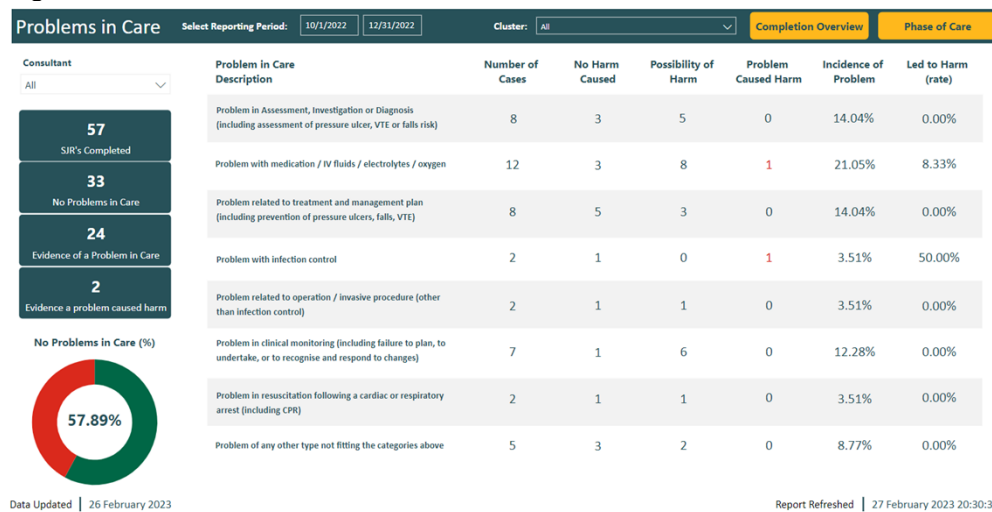 Problems in Care Select Reporting Period: 10/1/2022 12/31/2022 Cluster: All Completion Overview Phase of Care
Consultant
All
57
SJR's Completed
33
No Problems in Care
24
Evidence of a Problem in Care
2
Evidence a problem caused harm
No Problems in Care (%)
57.89%
Problem in Care Number of No Harm Possibility of Problem Incidence of Led to Harm
Description Cases Caused Harm Caused Harm Problem (rate)
Problem in Assessment, Investigation or Diagnosis
(including assessment of pressure ulcer, VTE or falls risk) 8 3 5 0 14.04% 0.00%
Problem with medication / IV fluids / electrolytes / oxygen 12 3 8 1 21.05% 8.33%
Problem related to treatment and management plan
(including prevention of pressure ulcers, falls, VTE) 8 5 3 0 14.04% 0.00%
Problem with infection control 2 1 0 1 3.51% 50.00%
Problem related to operation / invasive procedure (other
than infection control) 2 1 1 0 3.51% 0.00%
Problem in clinical monitoring (including failure to plan, to
undertake, or to recognise and respond to changes) 7 1 6 0 12.28% 0.00%
Problem in resuscitation following a cardiac or respiratory
arrest (including CPR) 2 1 1 0 3.51% 0.00%
Problem of any other type not fitting the categories above 5 3 2 0 8.77% 0.00%
Data Updated 26 February 2023 Report Refreshed 27 February 2023